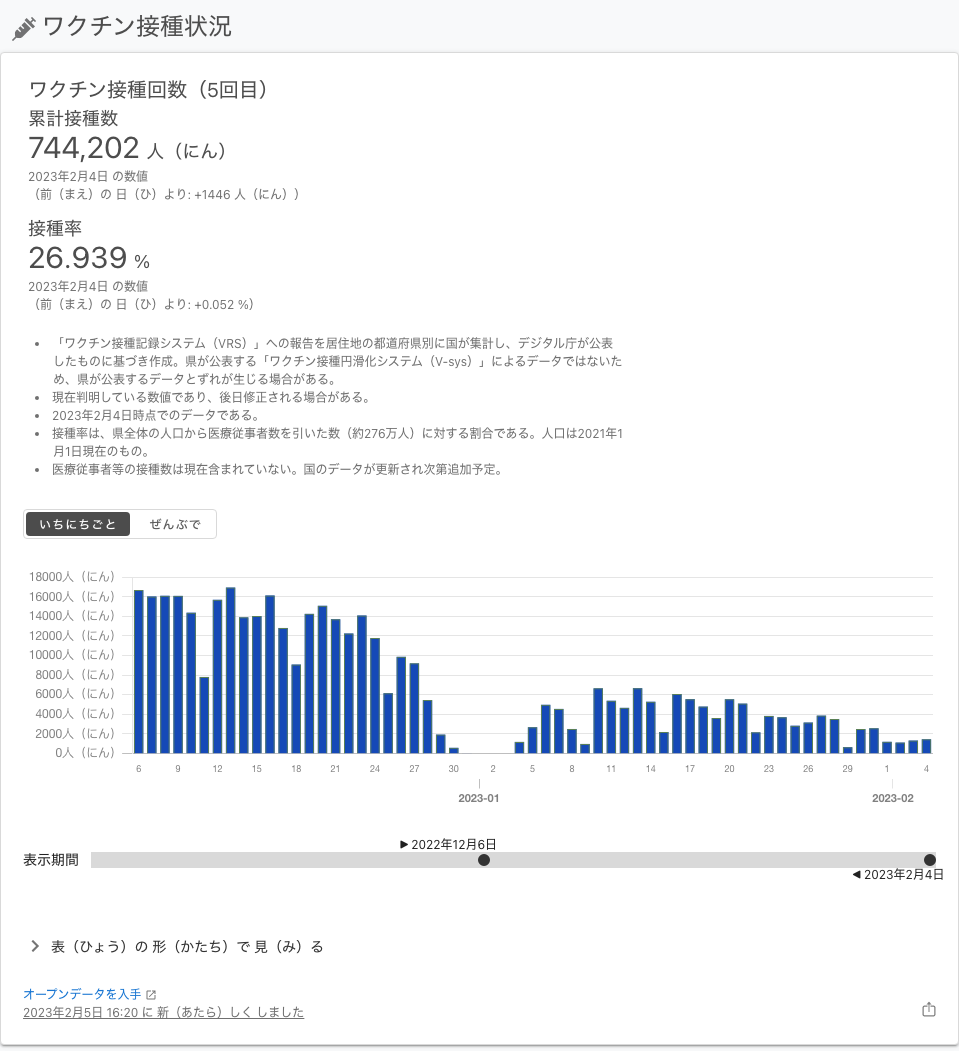 ワクチン接種状況
ワクチン接種回数（5回目）
累計接種数
744,202 人（にん）
2023年2月4日 の数値
（前（まえ）の 日（ひ）より: +1446 人（にん））
接種率
26.939 %
2023年2月4日 の数値
（前（まえ）の 日（ひ）より: +0.052 %）
• 「ワクチン接種記録システム（VRS）」への報告を居住地の都道府県別に国が集計し、デジタル庁が公表
したものに基づき作成。県が公表する「ワクチン接種円滑化システム（V-sys）」によるデータではないた
め、県が公表するデータとずれが生じる場合がある。
• 現在判明している数値であり、後日修正される場合がある。
• 2023年2月4日時点でのデータである。
• 接種率は、県全体の人口から医療従事者数を引いた数（約276万人）に対する割合である。人口は2021年1
月1日現在のもの。
• 医療従事者等の接種数は現在含まれていない。国のデータが更新され次第追加予定。
いちにちごと ぜんぶで
18000人（にん）
16000人（にん）
14000人（にん）
12000人（にん）
10000人（にん）
8000人（にん）
6000人（にん）
4000人（にん）
2000人（にん）
0人（にん）
6 9 12 15 18 21 24 27 30 2 5 8 11 14 17 20 23 26 29 1 4
2023-01 2023-02
▶ 2022年12月6日
表示期間
◀ 2023年2月4日
表（ひょう）の 形（かたち）で 見（み）る
オープンデータを入手
2023年2月5日 16:20 に 新（あたら）しく しました